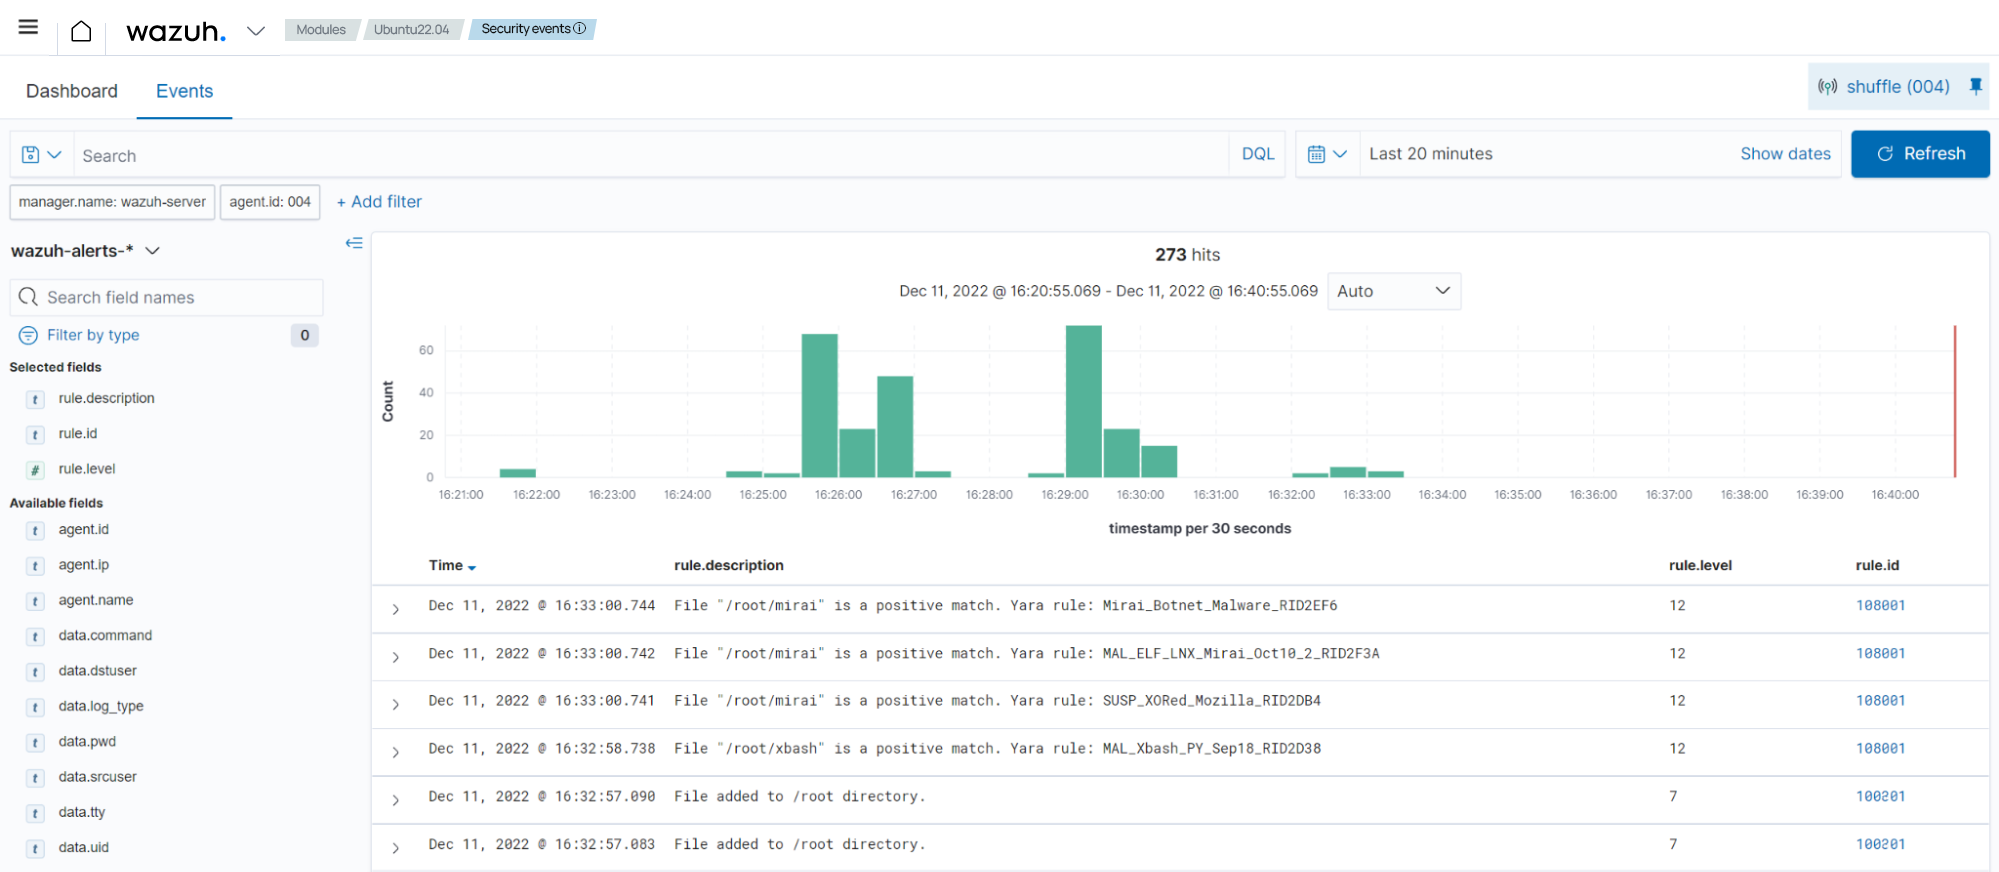 wazuh. Modules Ubuntu22.04 Security events
Dashboard Events shuffle (004)
Search DQL Last 20 minutes Show dates Refresh
manager.name: wazuh-server agent.id: 004 + Add filter
wazuh-alerts-*
Search field names
Filter by type 0
Selected fields
t rule.description
t rule.id
# rule.level
Available fields
t agent.id
t agent.ip
t agent.name
t data.command
t data.dstuser
t data.log_type
t data.pwd
t data.srcuser
t data.tty
t data.uid
273 hits
Dec 11, 2022 @ 16:20:55.069 - Dec 11, 2022 @ 16:40:55.069 Auto
Count
60
40
20
0
16:21:00 16:22:00 16:23:00 16:24:00 16:25:00 16:26:00 16:27:00 16:28:00 16:29:00 16:30:00 16:31:00 16:32:00 16:33:00 16:34:00 16:35:00 16:36:00 16:37:00 16:38:00 16:39:00 16:40:00
timestamp per 30 seconds
Time rule.description rule.level rule.id
Dec 11, 2022 @ 16:33:00.744 File "/root/mirai" is a positive match. Yara rule: Mirai_Botnet_Malware_RID2EF6 12 108001
Dec 11, 2022 @ 16:33:00.742 File "/root/mirai" is a positive match. Yara rule: MAL_ELF_LNX_Mirai_Oct10_2_RID2F3A 12 108001
Dec 11, 2022 @ 16:33:00.741 File "/root/mirai" is a positive match. Yara rule: SUSP_XORed_Mozilla_RID2DB4 12 108001
Dec 11, 2022 @ 16:32:58.738 File "/root/xbash" is a positive match. Yara rule: MAL_Xbash_PY_Sep18_RID2D38 12 108001
Dec 11, 2022 @ 16:32:57.090 File added to /root directory. 7
Dec 11, 2022 @ 16:32:57.083 File added to /root directory. 7